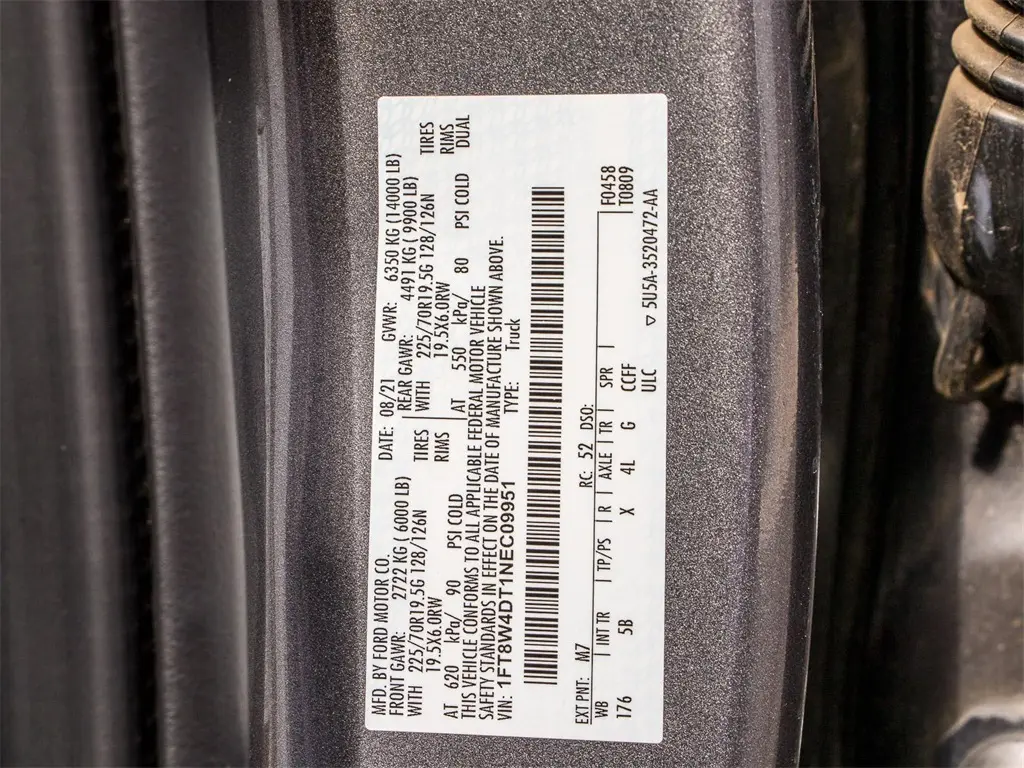 MFD. BY FORD MOTOR CO.
DATE: 08/21 GVWR: 6350 KG (14000 LB)
FRONT GAWR: 2722 KG ( 6000 LB)
REAR GAWR: 4491 KG ( 9900 LB)
WITH 225/70R19.5G 128/126N TIRES
WITH 225/70R19.5G 128/126N TIRES
19.5X6.0RW RIMS
19.5X6.0RW RIMS
AT 620 kPa/ 90 PSI COLD
AT 550 kPa/ 80 PSI COLD DUAL
THIS VEHICLE CONFORMS TO ALL APPLICABLE FEDERAL MOTOR VEHICLE
SAFETY STANDARDS IN EFFECT ON THE DATE OF MANUFACTURE SHOWN ABOVE.
VIN: 1FT8W4DT1NEC09951 TYPE: Truck
EXT PNT: M7 RC: 52 DSO: F0458
WB | INT TR | TP/PS | R | AXLE | TR | SPR T0809
176 5B X 4L G CCEF
ULC ▽ 5U5A-3520472-AA